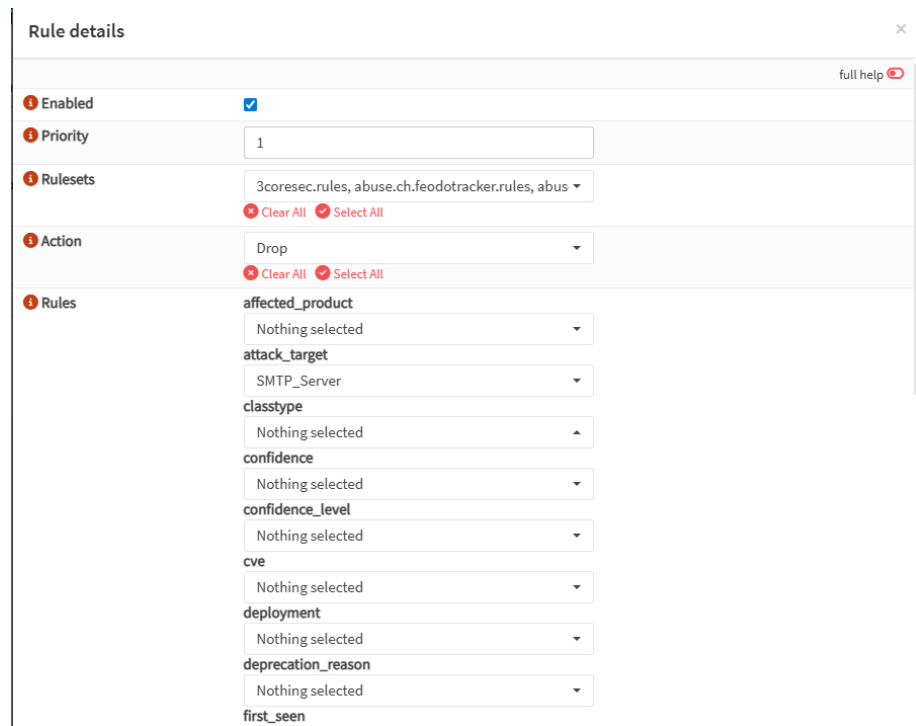 Rule details
×
full help
Enabled
Priority
1
Rulesets
3coresec.rules, abuse.ch.feodotracker.rules, abus
Clear All Select All
Action
Drop
Clear All Select All
Rules
affected_product
Nothing selected
attack_target
SMTP_Server
classtype
Nothing selected
confidence
Nothing selected
confidence_level
Nothing selected
cve
Nothing selected
deployment
Nothing selected
deprecation_reason
Nothing selected
first_seen